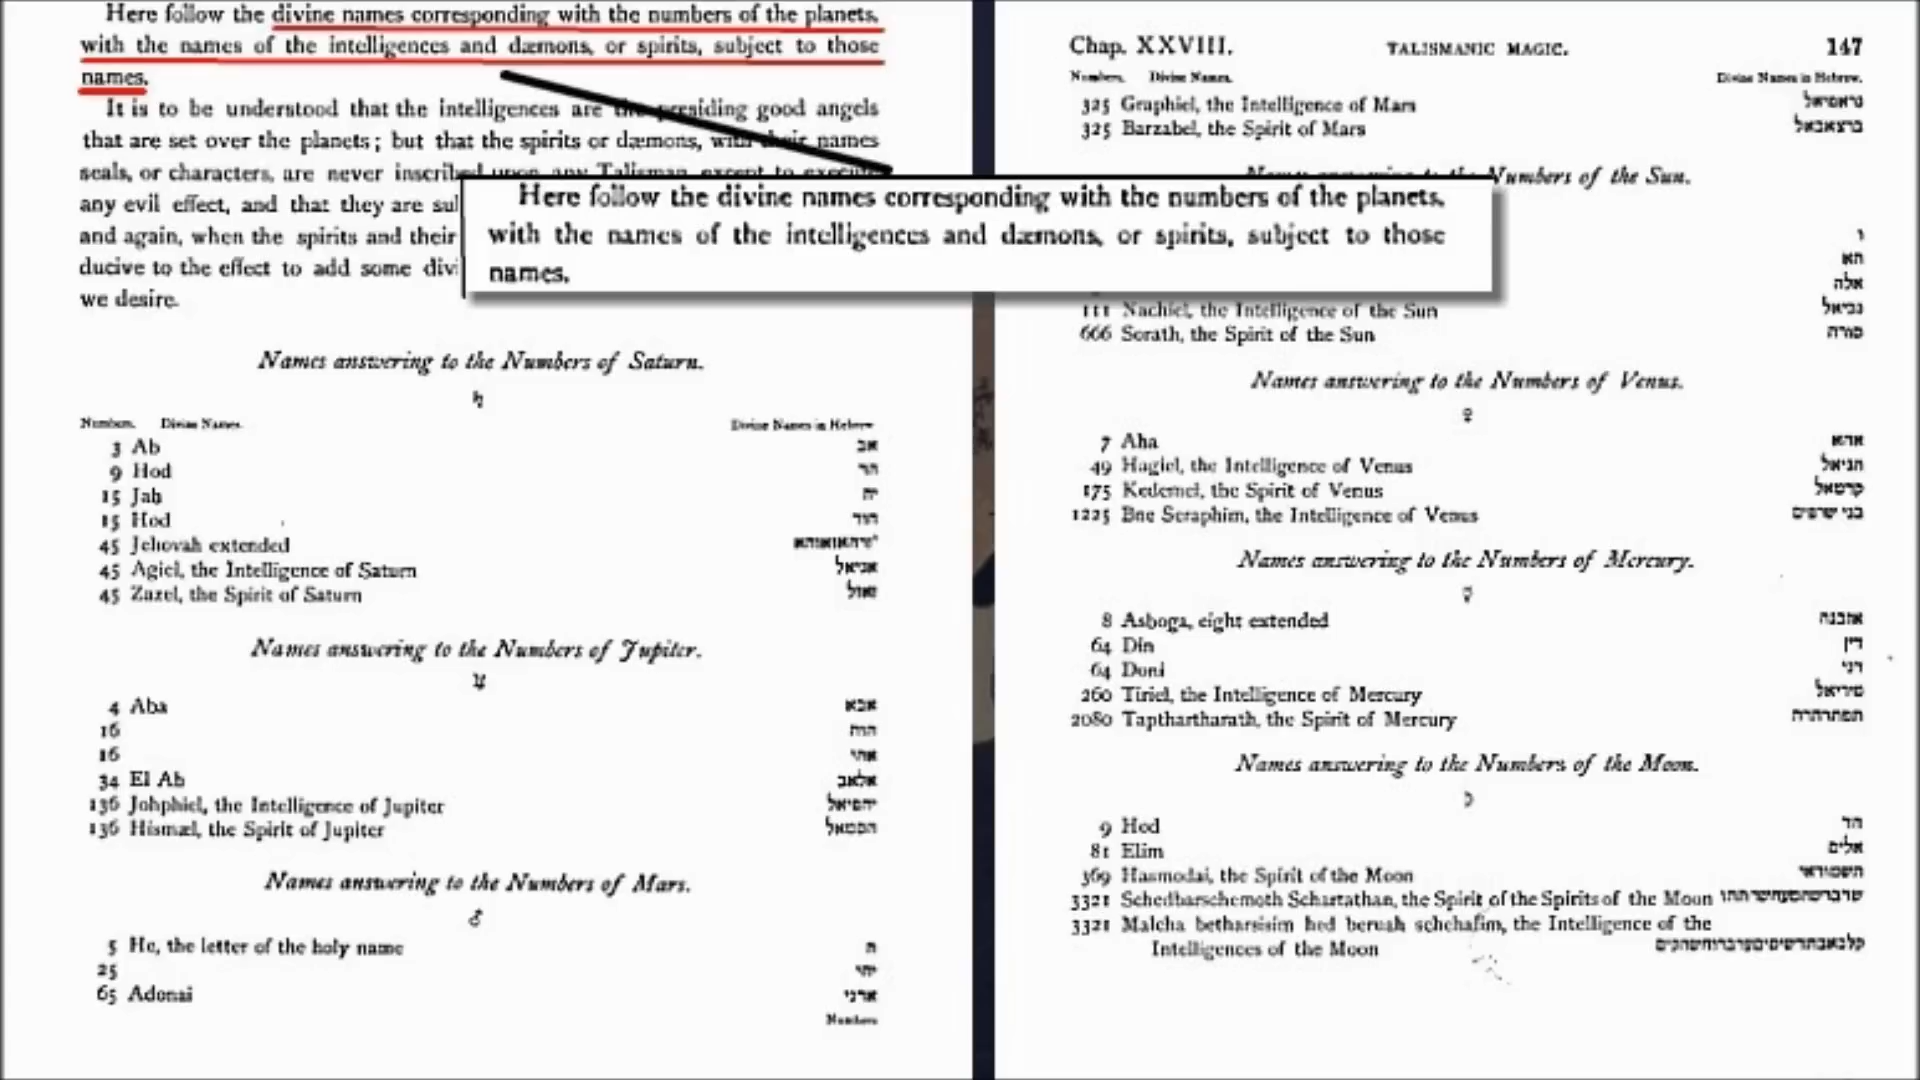 Here follow the divine names corresponding with the numbers of the planets,
with the names of the intelligences and dæmons, or spirits, subject to those
names.
It is to be understood that the intelligences are the presiding good angels
that are set over the planets; but that the spirits or dæmons, with their names
seals, or characters, are never inscribed upon any Talisman except to execute
any evil effect, and that they are
and again, when the spirits and their
ducive to the effect to add some
we desire.
Here follow the divine names corresponding with the numbers of the planets,
with the names of the intelligences and dæmons, or spirits, subject to those
names.
Names answering to the Numbers of Saturn.
♄
Numbers. Divine Names. Divine Names in Hebrew
3 Ab אב
9 Hod הד
15 Jah יה
15 Hod הוד
45 Jehovah extended
45 Agiel, the Intelligence of Saturn אגיאל
45 Zazel, the Spirit of Saturn זאזל
Names answering to the Numbers of Jupiter.
♃
4 Aba אבא
16 הוה
16 אהי
34 El Ab אלאב
136 Johphiel, the Intelligence of Jupiter יהפיאל
136 Hismæl, the Spirit of Jupiter הסמאל
Names answering to the Numbers of Mars.
♂
5 He, the letter of the holy name ה
25 יהי
65 Adonai אדני
Numbers
Chap. XXVIII. TALISMANIC MAGIC. 147
Numbers. Divine Names. Divine Names in Hebrew.
325 Graphiel, the Intelligence of Mars גראפיאל
325 Barzabel, the Spirit of Mars ברצאבאל
Names answering to the Numbers of the Sun.
ו
הא
אלה
111 Nachiel, the Intelligence of the Sun נכיאל
666 Sorath, the Spirit of the Sun סורת
Names answering to the Numbers of Venus.
♀
7 Aha אהא
49 Hagiel, the Intelligence of Venus הגיאל
175 Kedemel, the Spirit of Venus קדמאל
1225 Bne Seraphim, the Intelligence of Venus בני שרפים
Names answering to the Numbers of Mercury.
☿
8 Asboga, eight extended אזבגה
64 Din דין
64 Doni דני
260 Tiriel, the Intelligence of Mercury טיריאל
2080 Tapthartharath, the Spirit of Mercury תפתרתרת
Names answering to the Numbers of the Moon.
☽
9 Hod הד
81 Elim אלים
369 Hasmodai, the Spirit of the Moon חשמודאי
3321 Schedbarschemoth Schartathan, the Spirit of the Spirits of the Moon
3321 Malcha betharsisim hed beruah schehalim, the Intelligence of the
Intelligences of the Moon